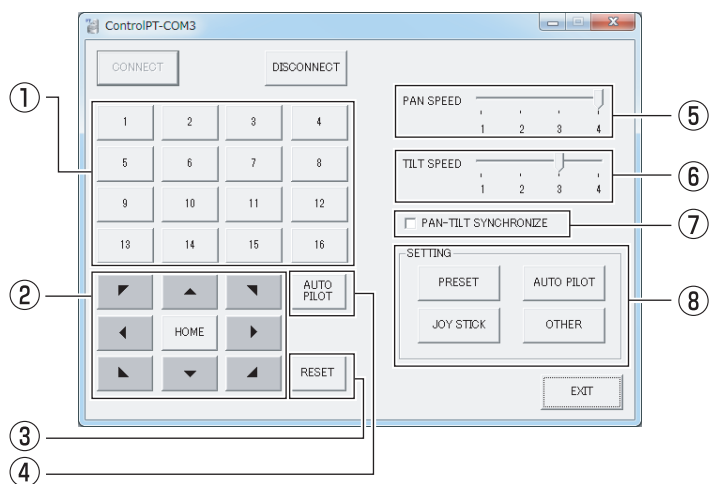 ControlPT-COM3
CONNECT DISCONNECT
①
1 2 3 4
5 6 7 8
9 10 11 12
13 14 15 16
②
HOME
AUTO
PILOT
RESET
③
④
PAN SPEED
1 2 3 4
⑤
TILT SPEED
1 2 3 4
⑥
PAN-TILT SYNCHRONIZE
⑦
SETTING
PRESET AUTO PILOT
JOY STICK OTHER
⑧
EXIT